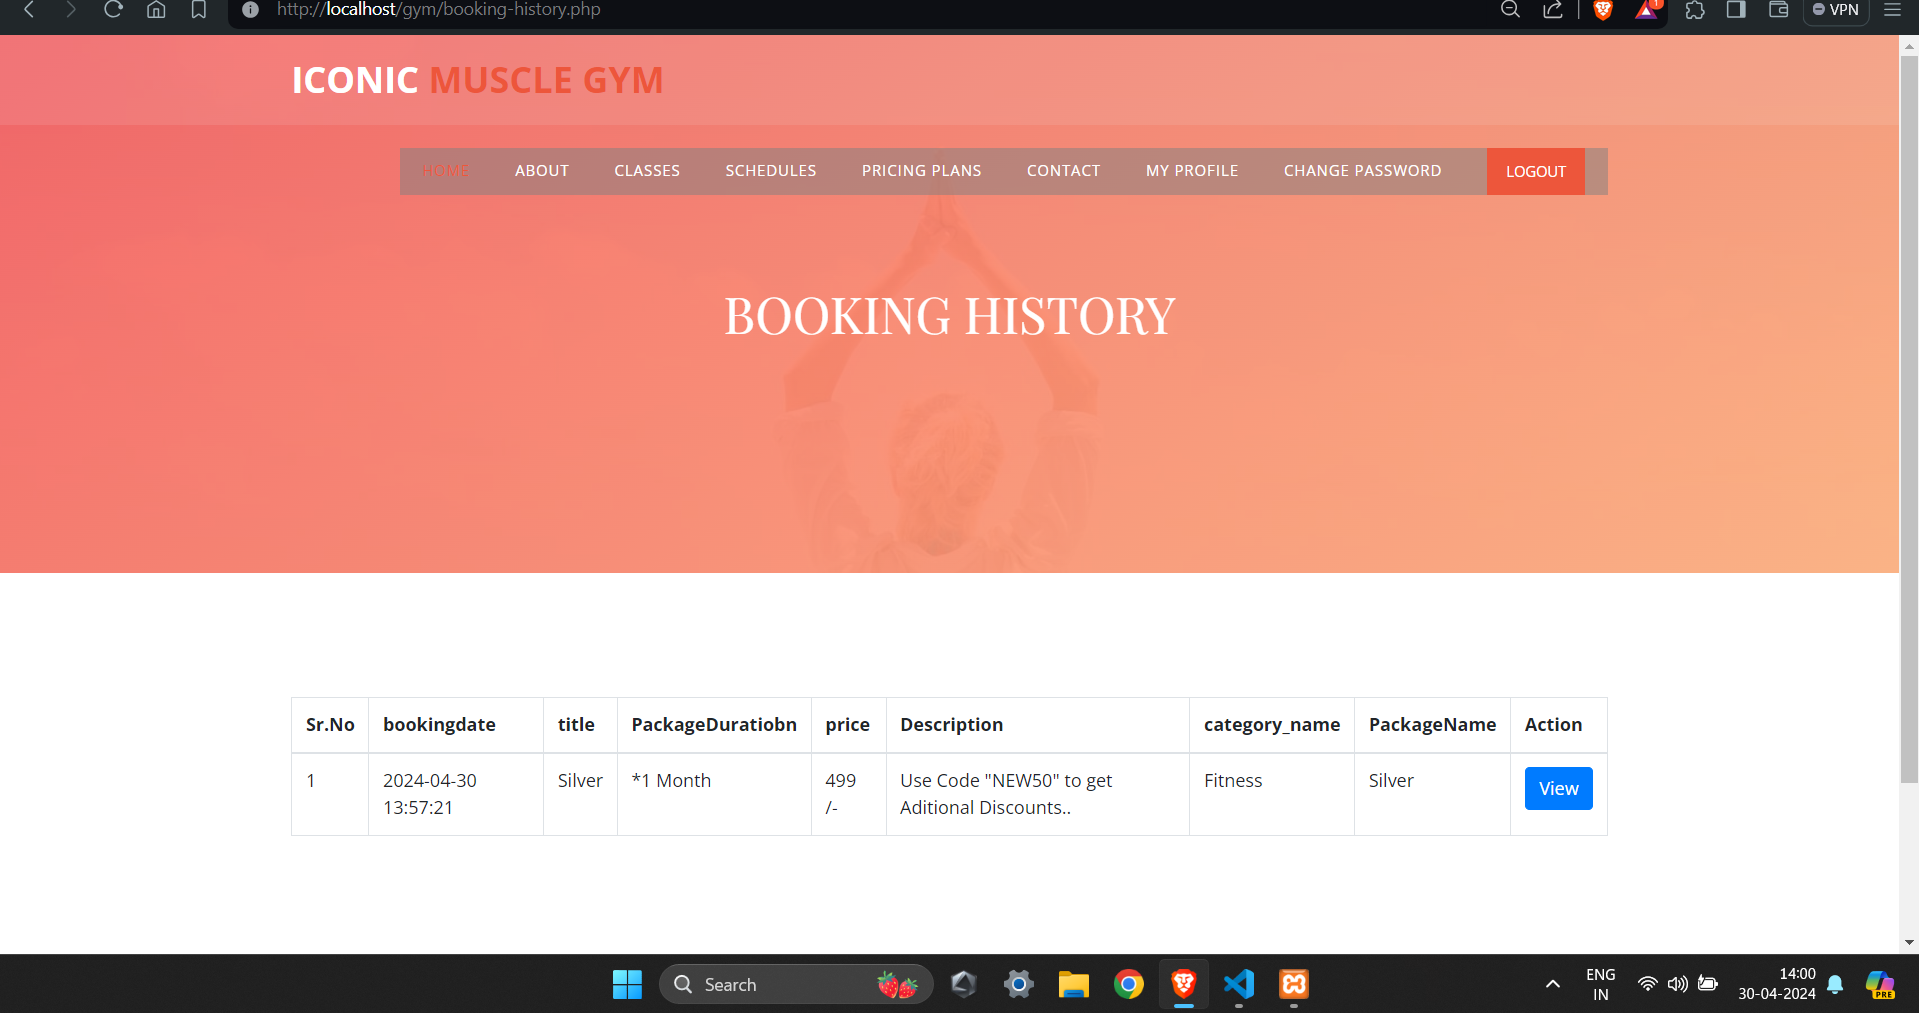 http://localhost/gym/booking-history.php
1
VPN
ICONIC MUSCLE GYM
HOME ABOUT CLASSES SCHEDULES PRICING PLANS CONTACT MY PROFILE CHANGE PASSWORD LOGOUT
BOOKING HISTORY
Sr.No bookingdate title PackageDuratiobn price Description category_name PackageName Action
1 2024-04-30 Silver *1 Month 499 Use Code "NEW50" to get Fitness Silver View
13:57:21 /- Aditional Discounts..
Search
ENG 14:00
IN 30-04-2024
PRE